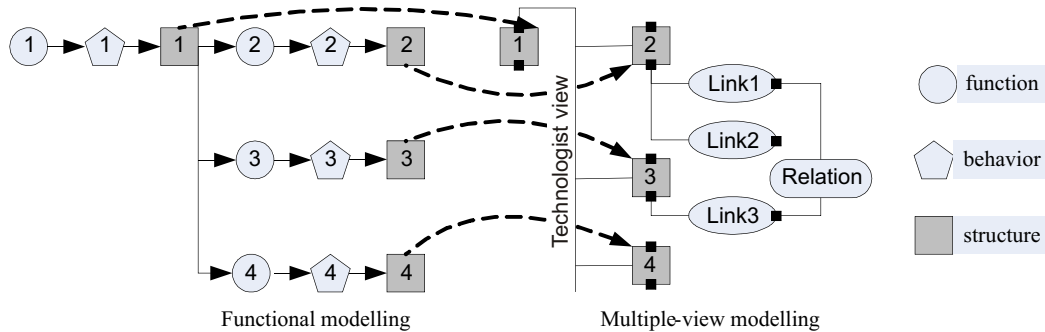 1 1 1 2 2 2 1 2
Link1
function
Link2
3 3 3 3
behavior
Relation
Link3
Technologist view
structure
4 4 4 4
Functional modelling
Multiple-view modelling